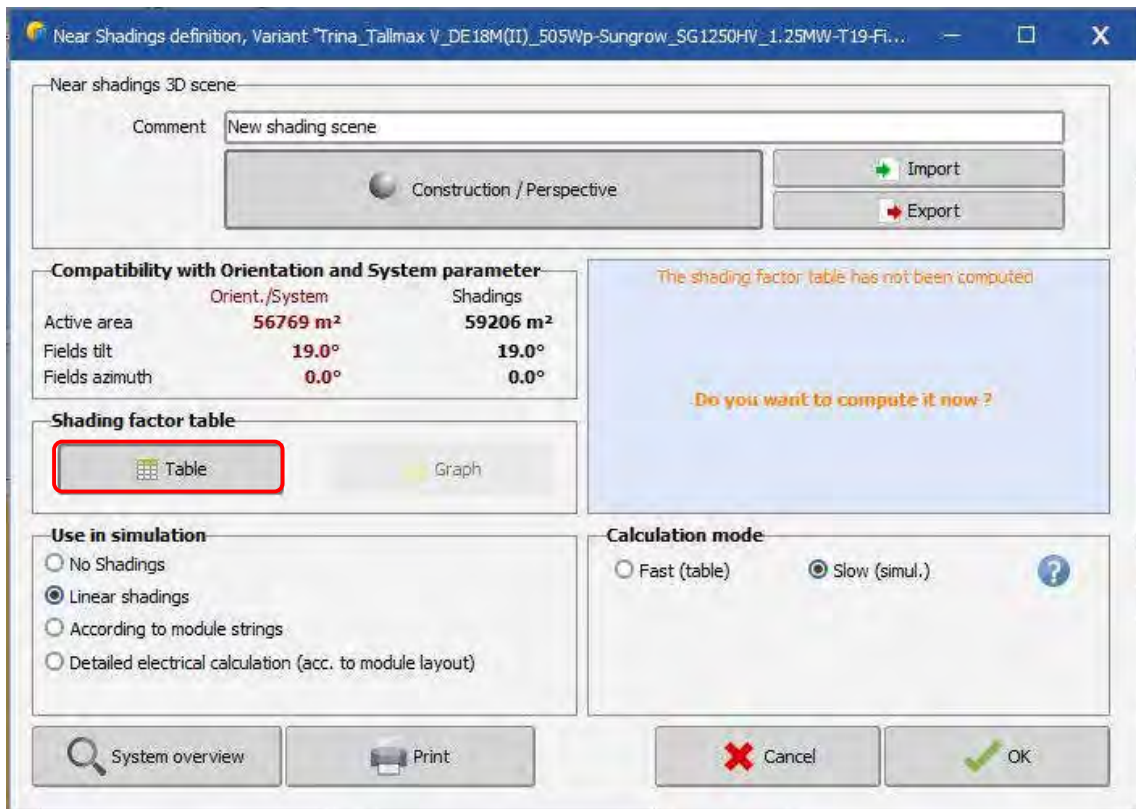 Near Shadings definition, Variant "Trina_Tallmax V_DE18M(II)_505Wp-Sungrow_SG1250HV_1.25MW-T19-Fi...
Near shadings 3D scene
Comment New shading scene
Construction / Perspective
Import
Export
Compatibility with Orientation and System parameter
Orient./System Shadings
Active area 56769 m² 59206 m²
Fields tilt 19.0° 19.0°
Fields azimuth 0.0° 0.0°
The shading factor table has not been computed
Do you want to compute it now ?
Shading factor table
Table Graph
Use in simulation
No Shadings
Linear shadings
According to module strings
Detailed electrical calculation (acc. to module layout)
Calculation mode
Fast (table) Slow (simul.) ?
System overview Print Cancel OK